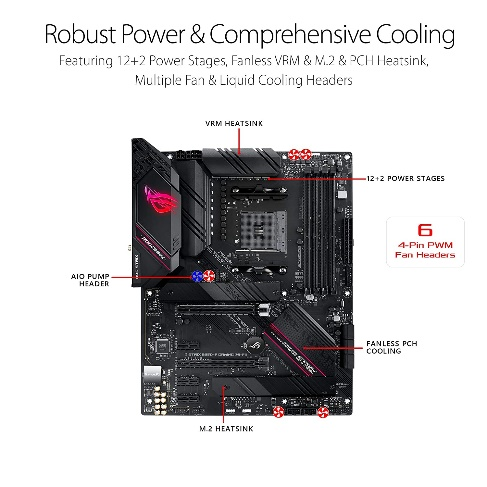 Robust Power & Comprehensive Cooling
Featuring 12+2 Power Stages, Fanless VRM & M.2 & PCH Heatsink,
Multiple Fan & Liquid Cooling Headers
VRM HEATSINK
12+2 POWER STAGES
6
4-Pin PWM
Fan Headers
AIO PUMP
HEADER
FANLESS PCH
COOLING
M.2 HEATSINK